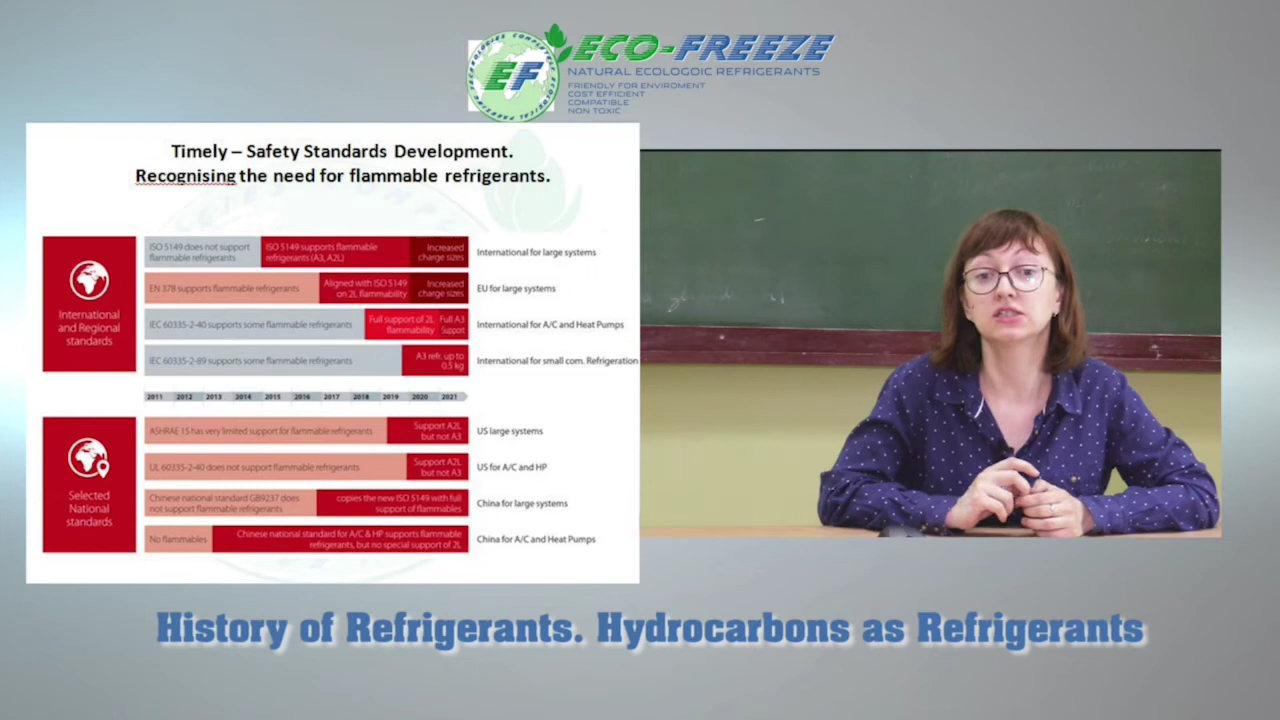 ECO-FREEZE
NATURAL ECOLOGOIC REFRIGERANTS
FRIENDLY FOR ENVIROMENT
COST EFFICIENT
COMPATIBLE
NON TOXIC
EF
Timely – Safety Standards Development.
Recognising the need for flammable refrigerants.
International
and Regional
standards
ISO 5149 does not support
flammable refrigerants
ISO 5149 supports flammable
refrigerants (A3, A2L)
Increased
charge sizes
International for large systems
EN 378 supports flammable refrigerants
Aligned with ISO 5149
on 2L flammability
Increased
charge sizes
EU for large systems
IEC 60335-2-40 supports some flammable refrigerants
Full support of 2L
flammability
Full A3
Support
International for A/C and Heat Pumps
IEC 60335-2-89 supports some flammable refrigerants
A3 refr. up to
0.5 kg
International for small com. Refrigeration
2011 2012 2013 2014 2015 2016 2017 2018 2019 2020 2021
Selected
National
standards
ASHRAE 15 has very limited support for flammable refrigerants
Support A2L
but not A3
US large systems
UL 60335-2-40 does not support flammable refrigerants
Support A2L
but not A3
US for A/C and HP
Chinese national standard GB9237 does
not support flammable refrigerants
copies the new ISO 5149 with full
support of flammables
China for large systems
No flammables
Chinese national standard for A/C & HP supports flammable
refrigerants, but no special support of 2L
China for A/C and Heat Pumps
History of Refrigerants. Hydrocarbons as Refrigerants